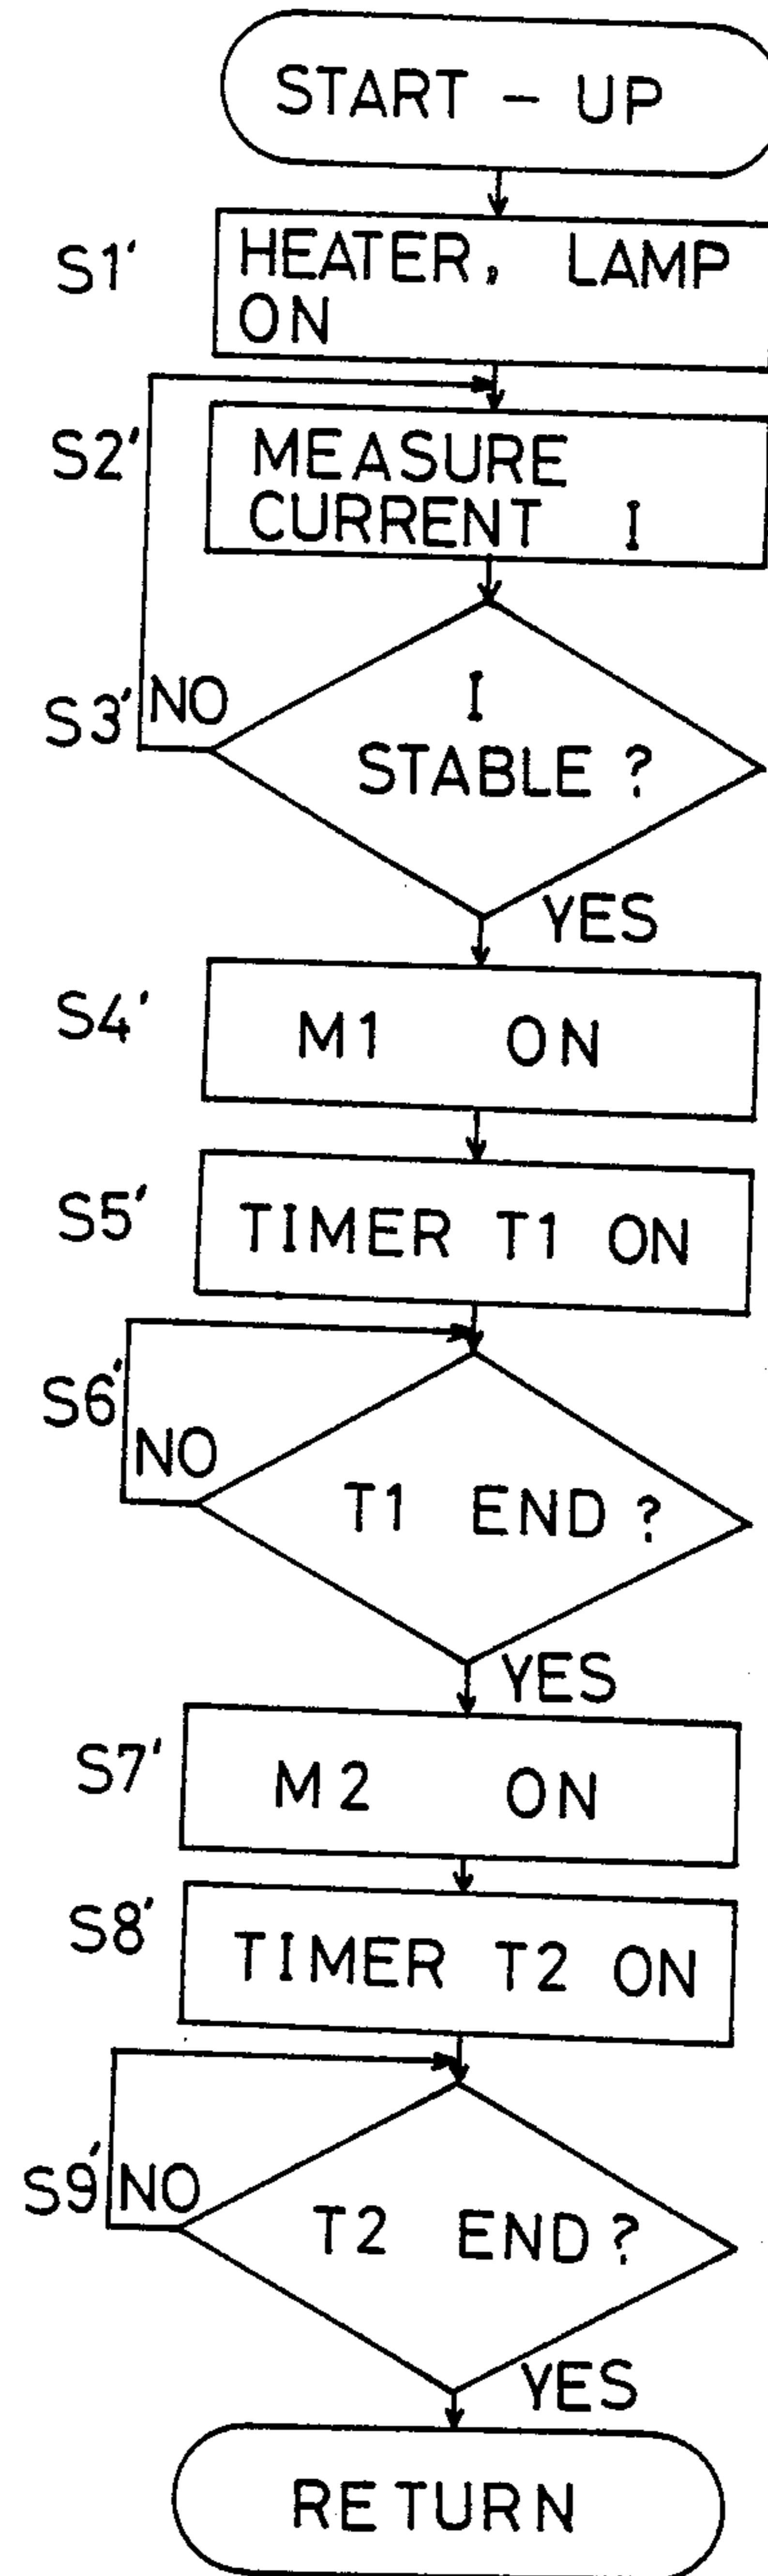 START - UP
S1'
HEATER, LAMP
ON
S2'
MEASURE
CURRENT I
S3'
NO
I
STABLE ?
YES
S4'
M1 ON
S5'
TIMER T1 ON
S6'
NO
T1 END ?
YES
S7'
M2 ON
S8'
TIMER T2 ON
S9'
NO
T2 END ?
YES
RETURN